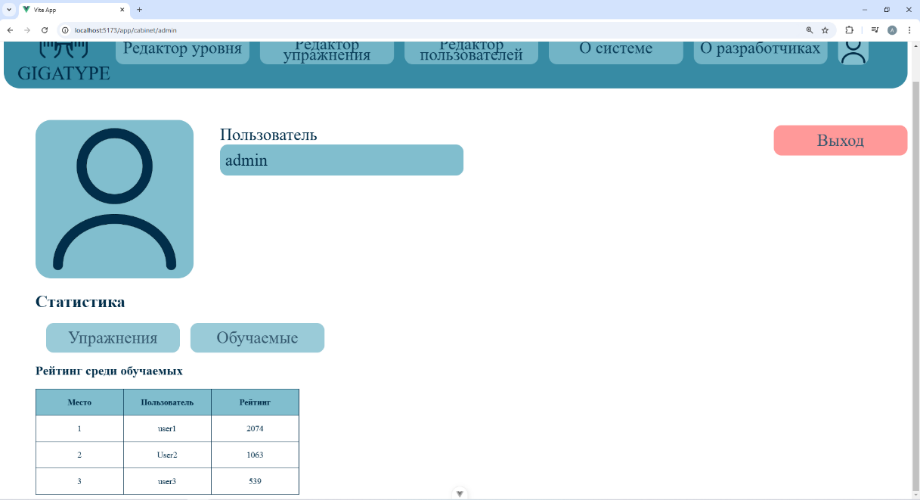 Vite App
localhost:5173/app/cabinet/admin
GIGATYPE
Редактор уровня
Редактор упражнения
Редактор пользователей
О системе
О разработчиках
Пользователь
admin
Выход
Статистика
Упражнения
Обучаемые
Рейтинг среди обучаемых
Место Пользователь Рейтинг
1 user1 2074
2 User2 1063
3 user3 539